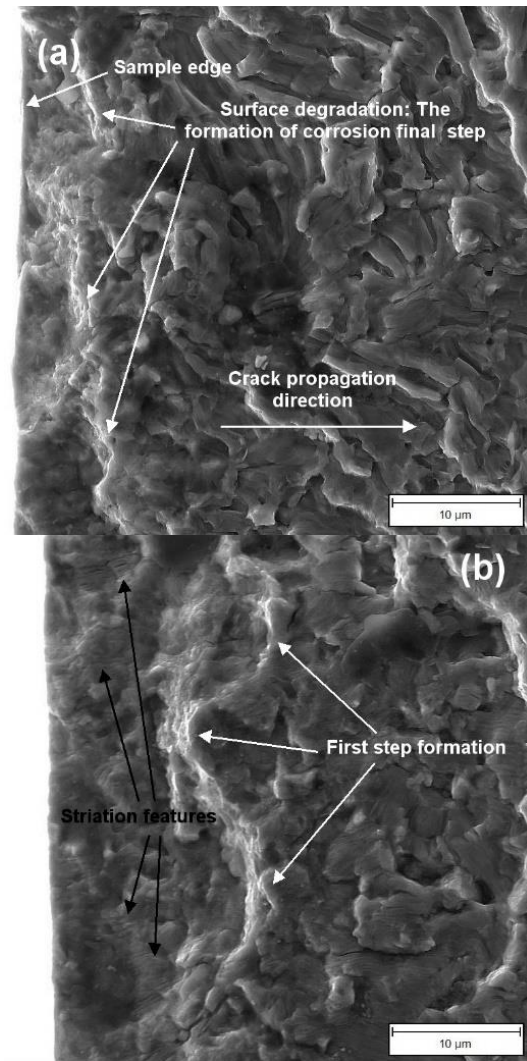 (a)
Sample edge
Surface degradation: The
formation of corrosion final step
Crack propagation
direction
10 µm
(b)
First step formation
Striation features
10 µm